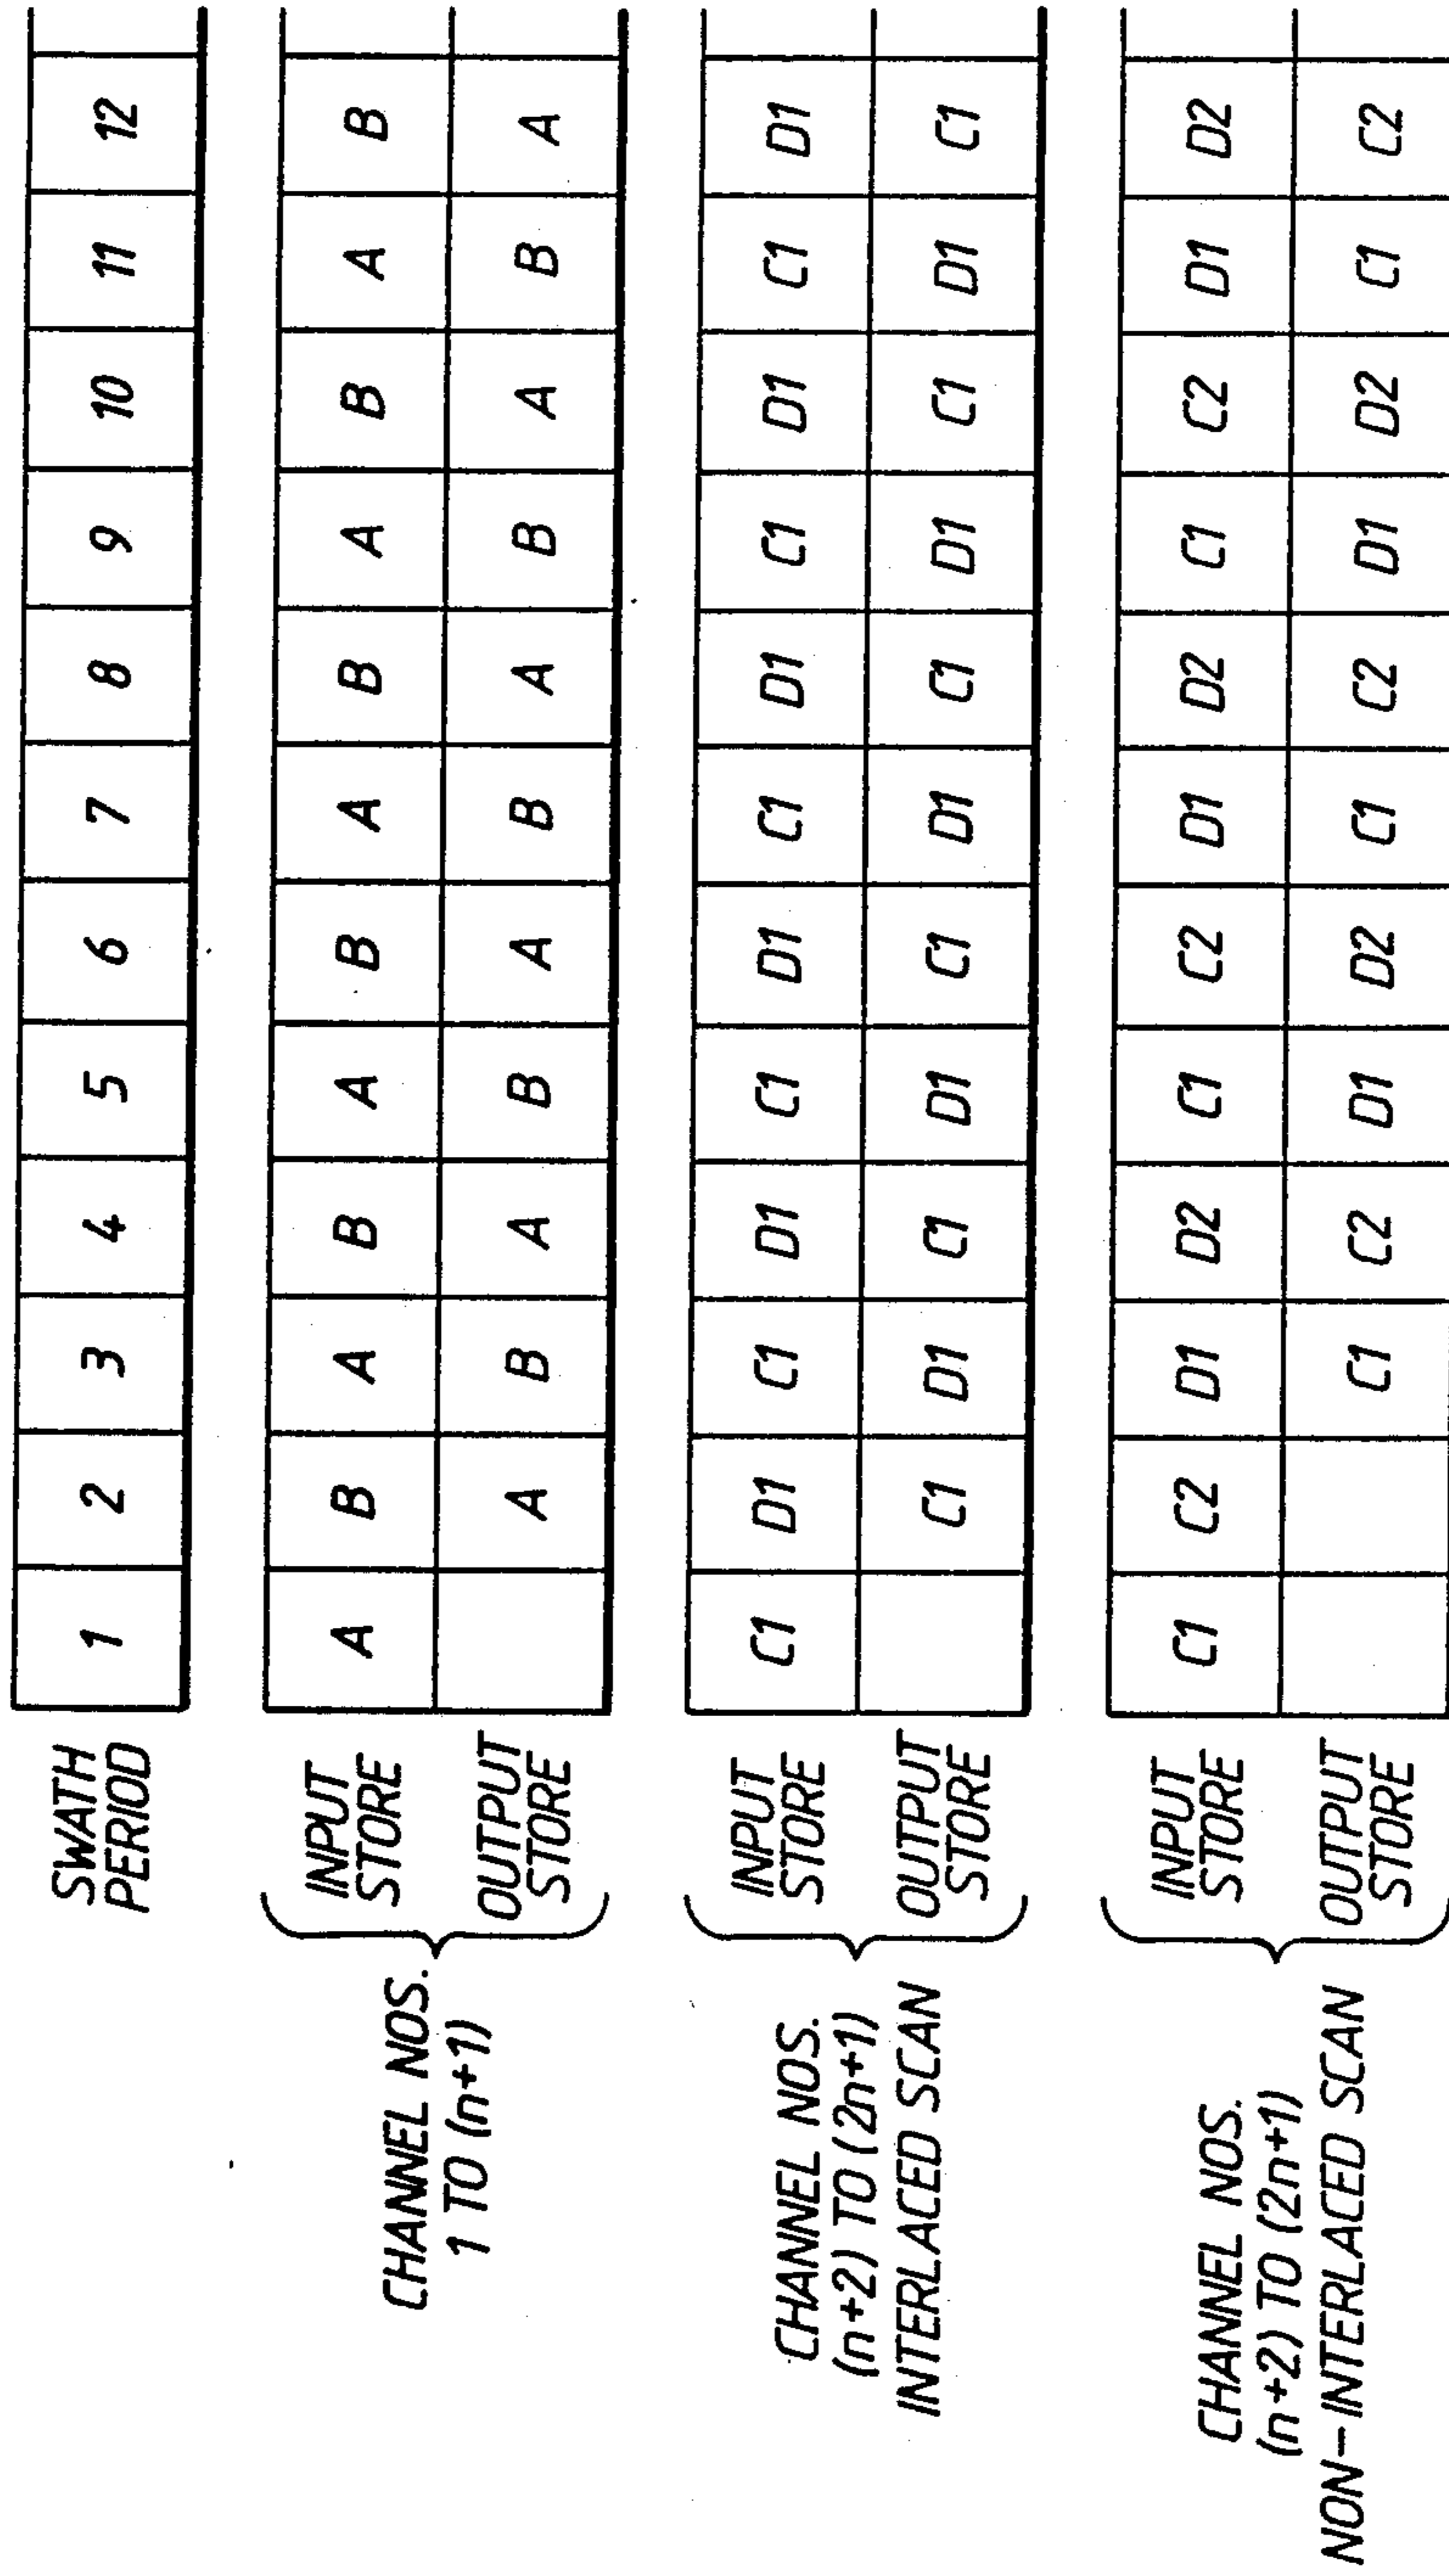 SWATH
PERIOD
1 2 3 4 5 6 7 8 9 10 11 12
CHANNEL NOS.
1 TO (n+1)
INPUT
STORE
A B A B A B A B A B A B
OUTPUT
STORE
A B A B A B A B A B A
CHANNEL NOS.
(n+2) TO (2n+1)
INTERLACED SCAN
INPUT
STORE
C1 D1 C1 D1 C1 D1 C1 D1 C1 D1 C1 D1
OUTPUT
STORE
C1 D1 C1 D1 C1 D1 C1 D1 C1 D1 C1
CHANNEL NOS.
(n+2) TO (2n+1)
NON-INTERLACED SCAN
INPUT
STORE
C1 C2 D1 D2 C1 C2 D1 D2 C1 C2 D1 D2
OUTPUT
STORE
C1 C2 D1 D2 C1 C2 D1 D2 C1 C2